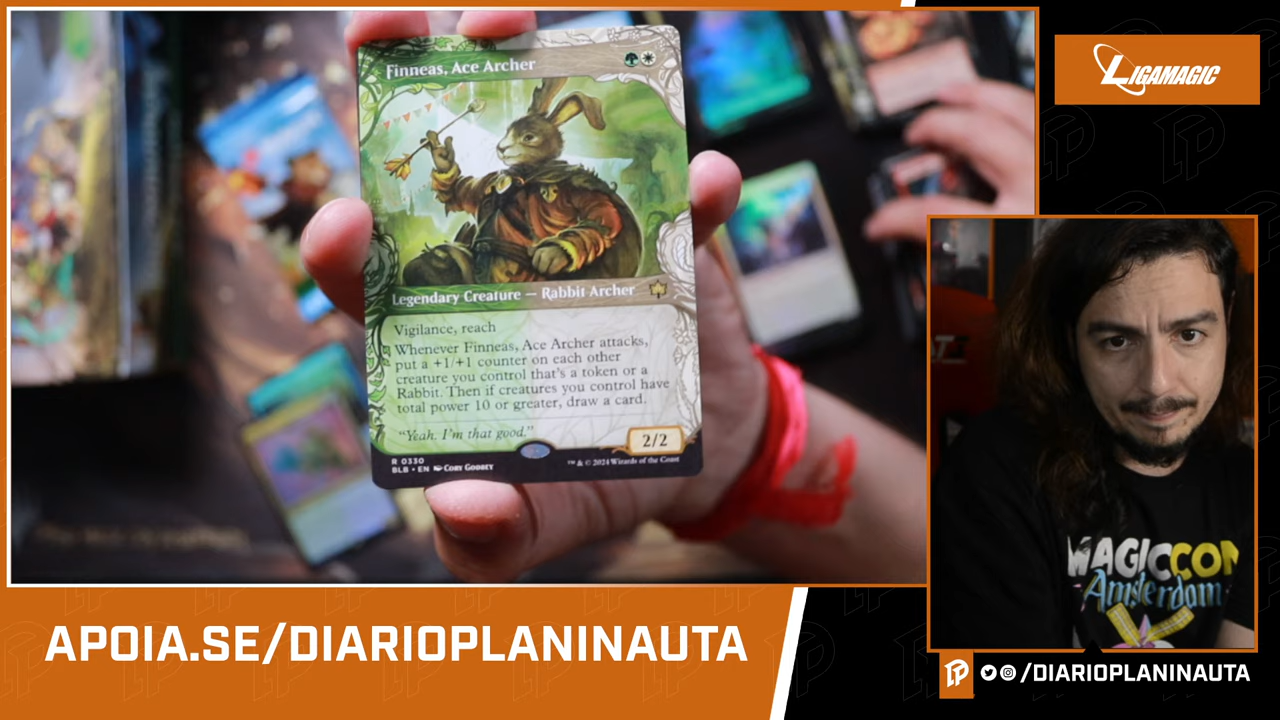 Finneas, Ace Archer
Legendary Creature — Rabbit Archer
Vigilance, reach
Whenever Finneas, Ace Archer attacks,
put a +1/+1 counter on each other
creature you control that's a token or a
Rabbit. Then if creatures you control have
total power 10 or greater, draw a card.
"Yeah. I'm that good."
2/2
R 0330
BLB • EN Cory Godbey
™ & © 2024 Wizards of the Coast
LIGAMAGIC
MAGICCON
Amsterdam
APOIA.SE/DIARIOPLANINAUTA
/DIARIOPLANINAUTA